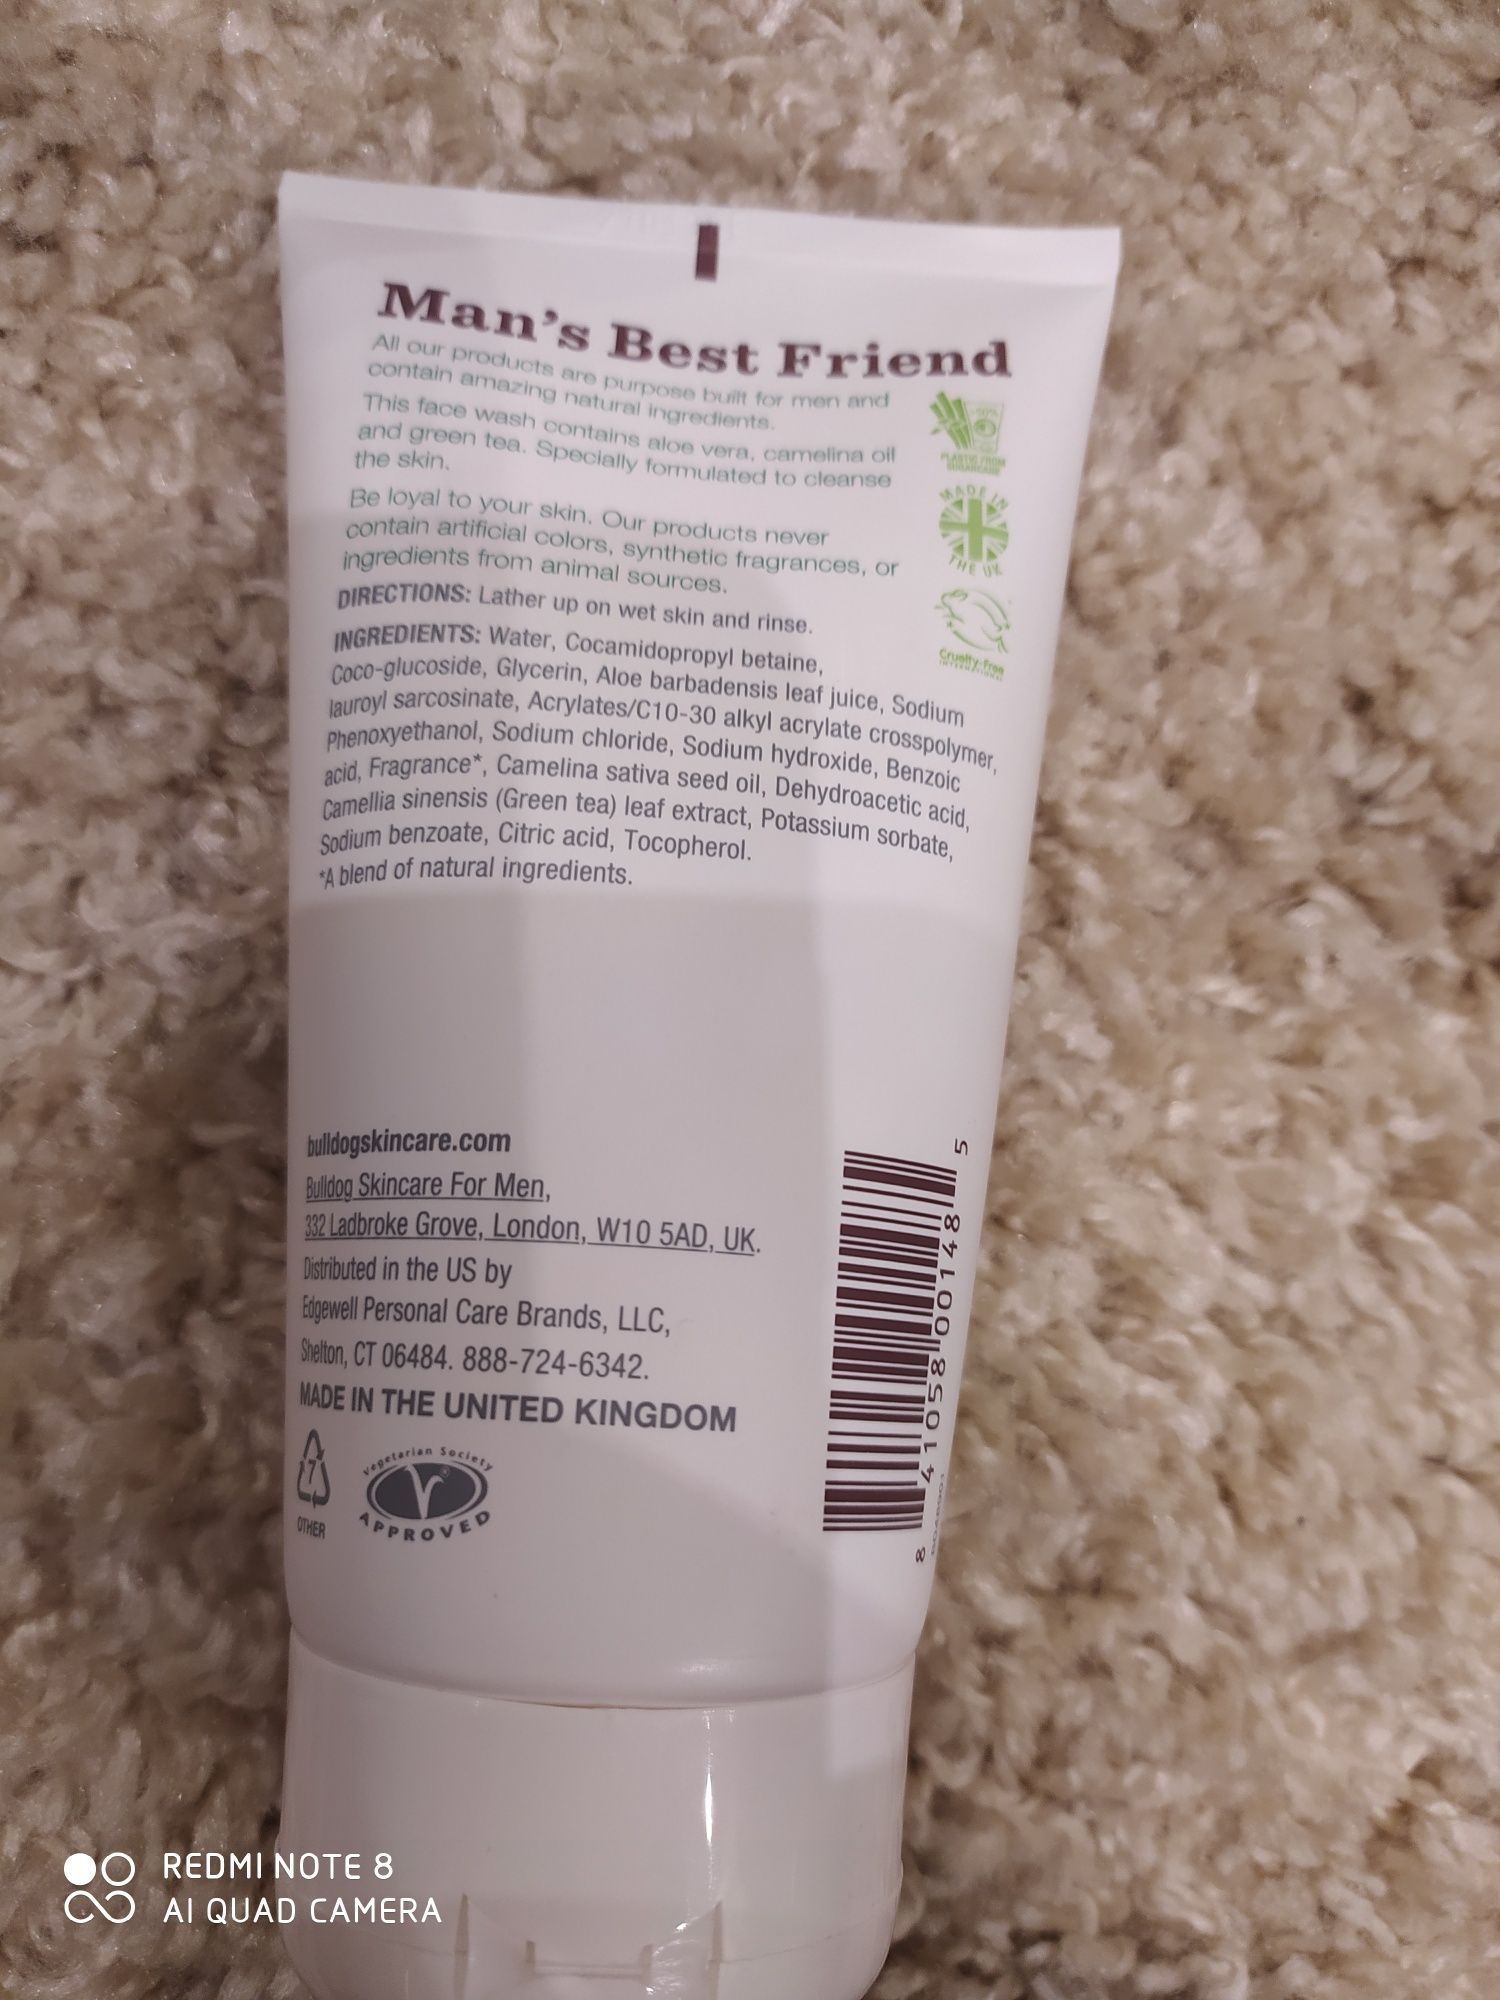 Man's Best Friend
All our products are purpose built for men and
contain amazing natural ingredients.
This face wash contains aloe vera, camelina oil
and green tea. Specially formulated to cleanse
the skin.
Be loyal to your skin. Our products never
contain artificial colors, synthetic fragrances, or
ingredients from animal sources.
PLASTIC FROM
SUGARCANE
MADE IN
THE UK
Cruelty-Free
INTERNATIONAL
DIRECTIONS: Lather up on wet skin and rinse.
INGREDIENTS: Water, Cocamidopropyl betaine,
Coco-glucoside, Glycerin, Aloe barbadensis leaf juice, Sodium
lauroyl sarcosinate, Acrylates/C10-30 alkyl acrylate crosspolymer,
Phenoxyethanol, Sodium chloride, Sodium hydroxide, Benzoic
acid, Fragrance*, Camelina sativa seed oil, Dehydroacetic acid,
Camellia sinensis (Green tea) leaf extract, Potassium sorbate,
Sodium benzoate, Citric acid, Tocopherol.
*A blend of natural ingredients.
bulldogskincare.com
Bulldog Skincare For Men,
332 Ladbroke Grove, London, W10 5AD, UK.
Distributed in the US by
Edgewell Personal Care Brands, LLC,
Shelton, CT 06484. 888-724-6342.
MADE IN THE UNITED KINGDOM
7
OTHER
Vegetarian Society
V®
APPROVED
8 41058 00148 5
REDMI NOTE 8
AI QUAD CAMERA